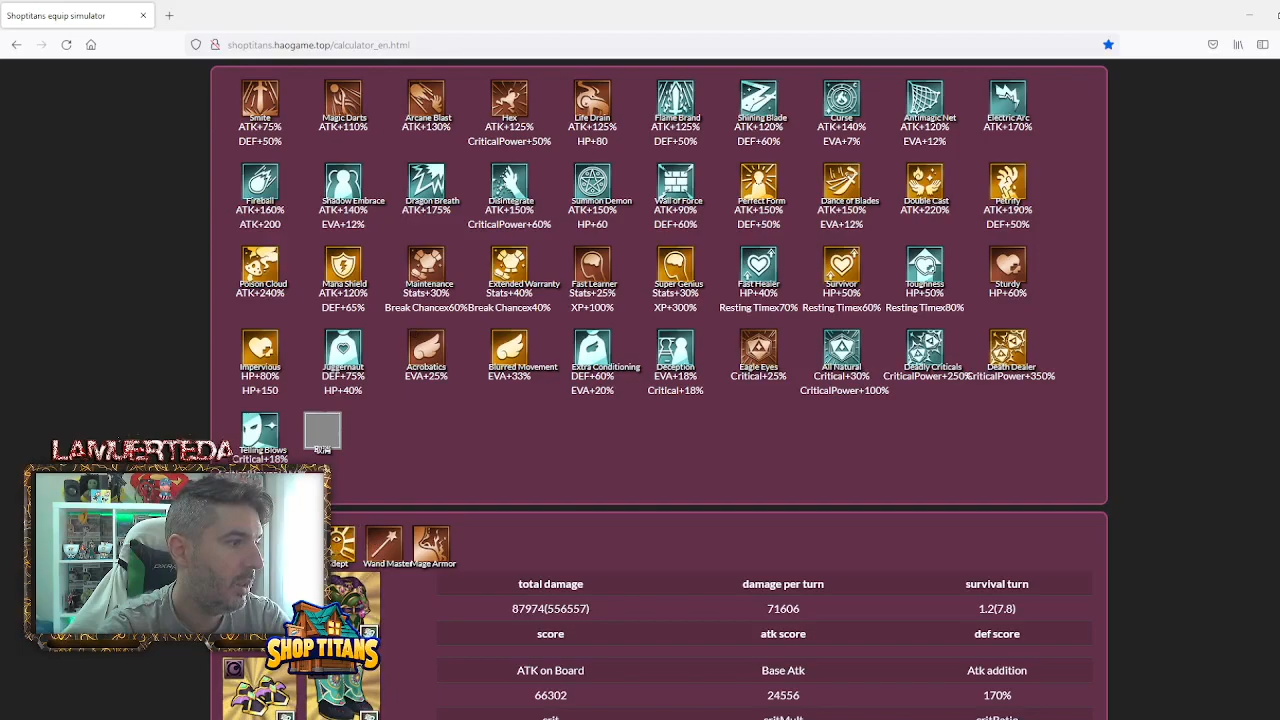 Shoptitans equip simulator
shoptitans.haogame.top/calculator_en.html
Smite
ATK+75%
DEF+50%
Magic Darts
ATK+110%
Arcane Blast
ATK+130%
Hex
ATK+125%
CriticalPower+50%
Life Drain
ATK+125%
HP+80
Flame Brand
ATK+125%
DEF+50%
Shining Blade
ATK+120%
DEF+60%
Curse
ATK+140%
EVA+7%
Antimagic Net
ATK+120%
EVA+12%
Electric Arc
ATK+170%
Fireball
ATK+160%
ATK+200
Shadow Embrace
ATK+140%
EVA+12%
Dragon Breath
ATK+175%
Disintegrate
ATK+150%
CriticalPower+60%
Summon Demon
ATK+150%
HP+60
Wall of Force
ATK+90%
DEF+60%
Perfect Form
ATK+150%
DEF+50%
Dance of Blades
ATK+150%
EVA+12%
Double Cast
ATK+220%
Petrify
ATK+190%
DEF+50%
Poison Cloud
ATK+240%
Mana Shield
ATK+120%
DEF+65%
Maintenance
Stats+30%
Break Chancex60%
Extended Warranty
Stats+40%
Break Chancex40%
Fast Learner
Stats+25%
XP+100%
Super Genius
Stats+30%
XP+300%
Fast Healer
HP+40%
Resting Timex70%
Survivor
HP+50%
Resting Timex60%
Toughness
HP+50%
Resting Timex80%
Sturdy
HP+60%
Impervious
HP+80%
HP+150
Juggernaut
DEF+75%
HP+40%
Acrobatics
EVA+25%
Blurred Movement
EVA+33%
Extra Conditioning
DEF+60%
EVA+20%
Deception
EVA+18%
Critical+18%
Eagle Eyes
Critical+25%
All Natural
Critical+30%
CriticalPower+100%
Deadly Criticals
CriticalPower+250%
Death Dealer
CriticalPower+350%
Telling Blows
Critical+18%
LAMUERTEDA
Wand Master
Mage Armor
SHOP TITANS
total damage
damage per turn
survival turn
87974(556557)
71606
1.2(7.8)
score
atk score
def score
ATK on Board
Base Atk
Atk addition
66302
24556
170%
crit
critMult
critRatio